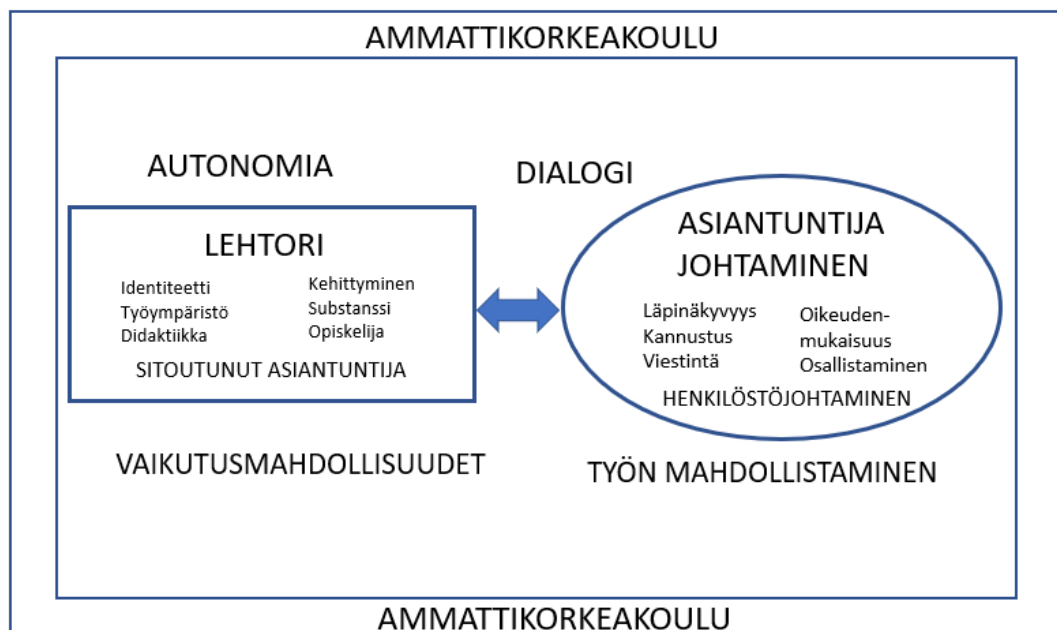 AMMATTIKORKEAKOULU
AUTONOMIA
DIALOGI
LEHTORI
Identiteetti
Työympäristö
Didaktiikka
Kehittyminen
Substanssi
Opiskelija
SITOUTUNUT ASIANTUNTIJA
ASIANTUNTIJA
JOHTAMINEN
Läpinäkyvyys
Kannustus
Viestintä
Oikeuden-
mukaisuus
Osallistaminen
HENKILÖSTÖJOHTAMINEN
VAIKUTUSMAHDOLLISUUDET
TYÖN MAHDOLLISTAMINEN
AMMATTIKORKEAKOULU